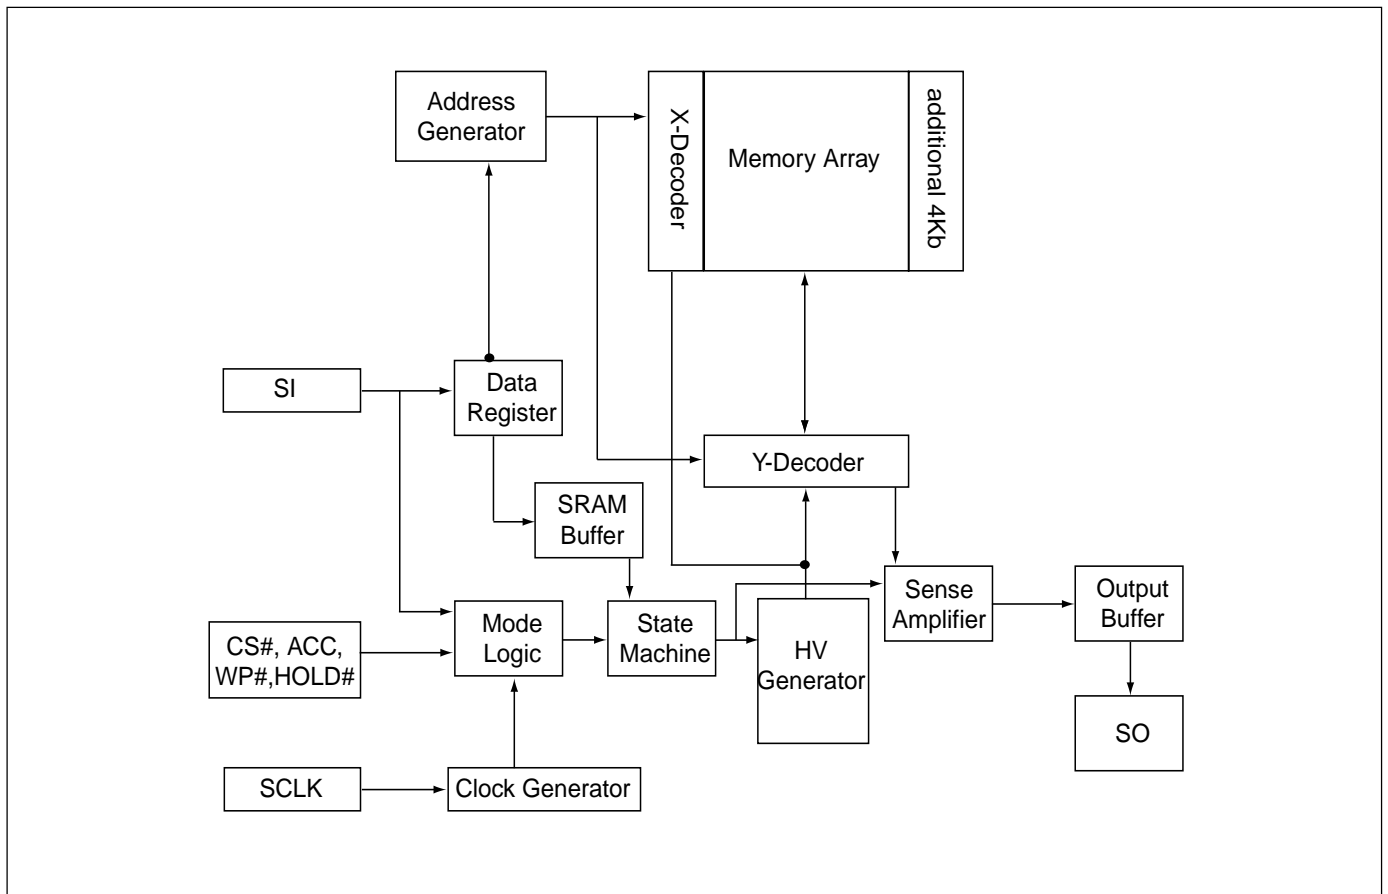 Address
Generator
X-Decoder
Memory Array
additional 4Kb
SI
Data
Register
Y-Decoder
SRAM
Buffer
Sense
Amplifier
Output
Buffer
CS#, ACC,
WP#,HOLD#
Mode
Logic
State
Machine
HV
Generator
SO
SCLK
Clock Generator